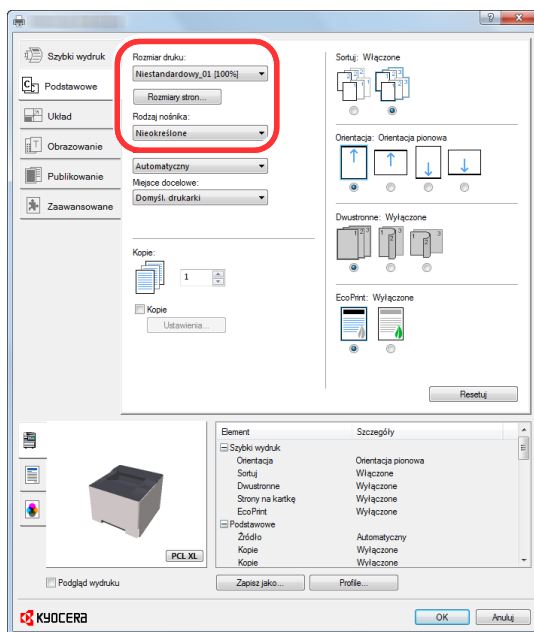 Szybki wydruk
Podstawowe
Układ
Obrazowanie
Publikowanie
Zaawansowane
Rozmiar druku:
Niestandardowy_01 [100%]
Rozmiary stron...
Rodzaj nośnika:
Nieokreślone
Automatyczny
Miejsce docelowe:
Domyśl. drukarki
Kopie:
1
Kopie
Ustawienia...
Sortuj: Włączone
Orientacja: Orientacja pionowa
Dwustronne: Wyłączone
EcoPrint: Wyłączone
Resetuj
PCL XL
Podgląd wydruku
Element Szczegóły
Szybki wydruk
Orientacja Orientacja pionowa
Sortuj Włączone
Dwustronne Wyłączone
Strony na kartkę Wyłączone
EcoPrint Wyłączone
Podstawowe
Źródło Automatyczny
Kopie Wyłączone
Kopie Wyłączone
Zapisz jako... Profile...
KYOCERA
OK Anuluj